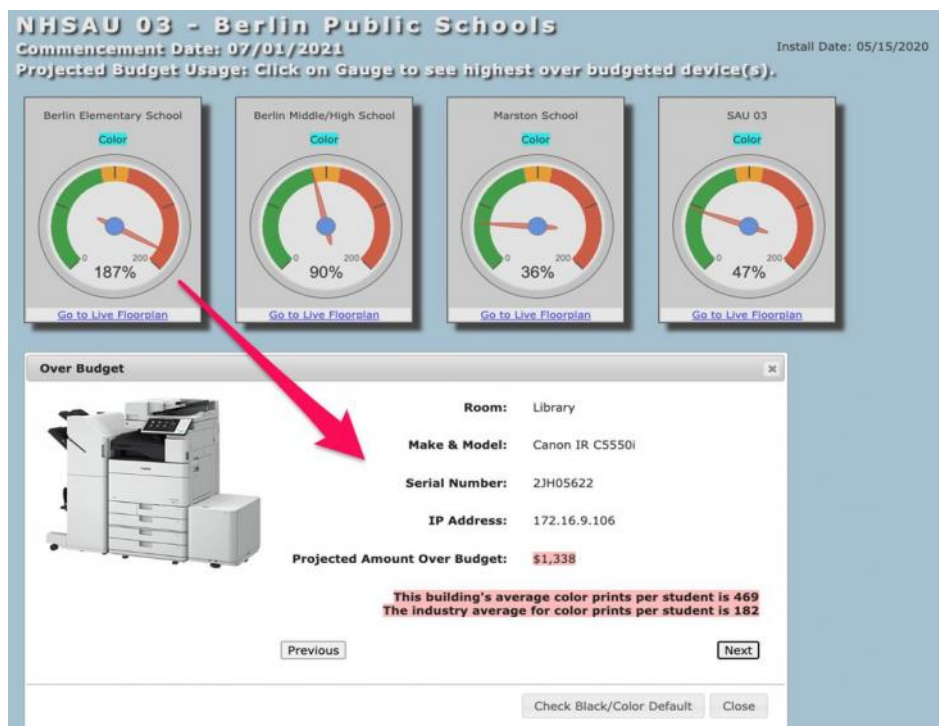 NHSAU 03 - Berlin Public Schools
Commencement Date: 07/01/2021
Install Date: 05/15/2020
Projected Budget Usage: Click on Gauge to see highest over budgeted device(s).
Berlin Elementary School
Color
0 200
187%
Go to Live Floorplan
Berlin Middle/High School
Color
0 200
90%
Go to Live Floorplan
Marston School
Color
0 200
36%
Go to Live Floorplan
SAU 03
Color
0 200
47%
Go to Live Floorplan
Over Budget
Room: Library
Make & Model: Canon IR C5550i
Serial Number: 2JH05622
IP Address: 172.16.9.106
Projected Amount Over Budget: $1,338
This building's average color prints per student is 469
The industry average for color prints per student is 182
Previous
Next
Check Black/Color Default
Close